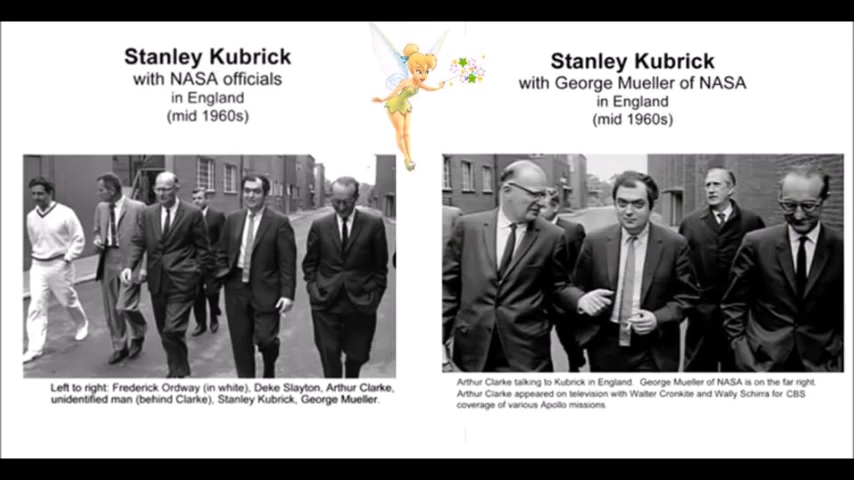 Stanley Kubrick
with NASA officials
in England
(mid 1960s)
Left to right: Frederick Ordway (in white), Deke Slayton, Arthur Clarke,
unidentified man (behind Clarke), Stanley Kubrick, George Mueller.
Stanley Kubrick
with George Mueller of NASA
in England
(mid 1960s)
Arthur Clarke talking to Kubrick in England. George Mueller of NASA is on the far right.
Arthur Clarke appeared on television with Walter Cronkite and Wally Schirra for CBS
coverage of various Apollo missions.